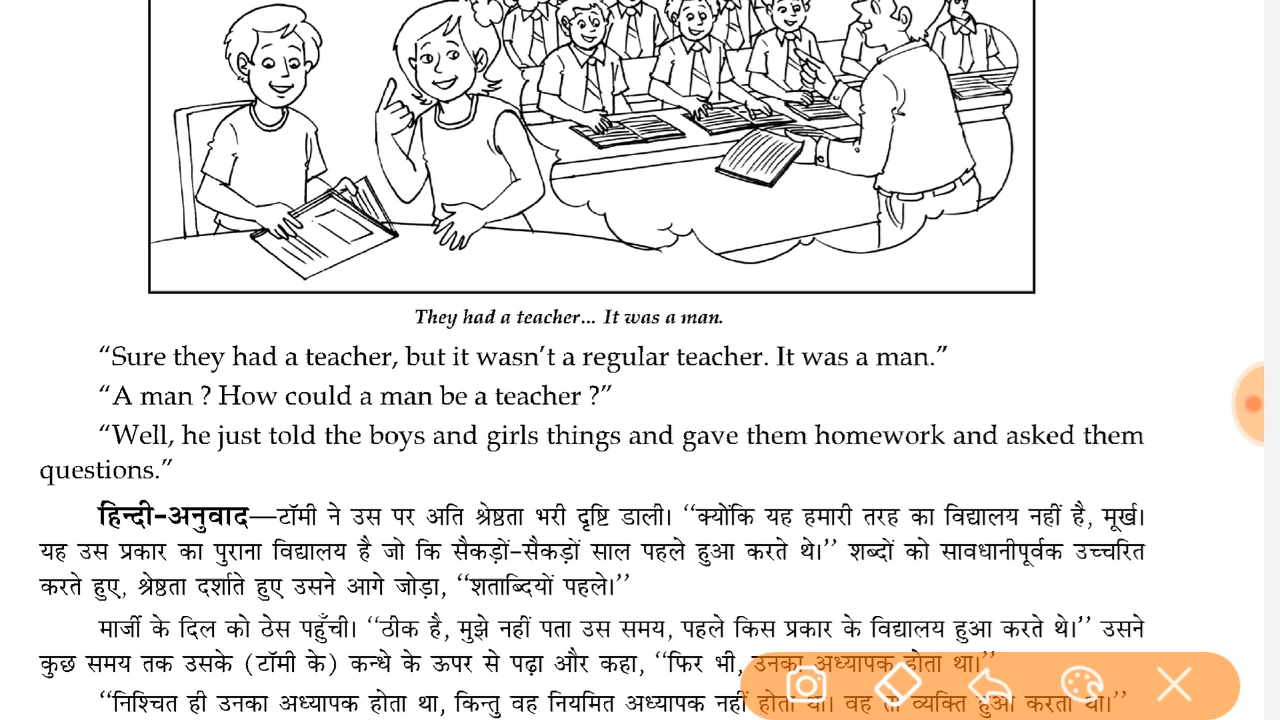 They had a teacher... It was a man.
“Sure they had a teacher, but it wasn’t a regular teacher. It was a man.”
“A man ? How could a man be a teacher ?”
“Well, he just told the boys and girls things and gave them homework and asked them
questions.”
हिन्दी-अनुवाद—टॉमी ने उस पर अति श्रेष्ठता भरी दृष्टि डाली। ‘‘क्योंकि यह हमारी तरह का विद्यालय नहीं है, मूर्ख।
यह उस प्रकार का पुराना विद्यालय है जो कि सैकड़ों-सैकड़ों साल पहले हुआ करते थे।’’ शब्दों को सावधानीपूर्वक उच्चरित
करते हुए, श्रेष्ठता दर्शाते हुए उसने आगे जोड़ा, ‘‘शताब्दियों पहले।’’
मार्जी के दिल को ठेस पहुँची। ‘‘ठीक है, मुझे नहीं पता उस समय, पहले किस प्रकार के विद्यालय हुआ करते थे।’’ उसने
कुछ समय तक उसके (टॉमी के) कन्धे के ऊपर से पढ़ा और कहा, ‘‘फिर भी, उनका अध्यापक होता था।’’
‘‘निश्चित ही उनका अध्यापक होता था, किन्तु वह नियमित अध्यापक नहीं होता था। वह तो व्यक्ति हुआ करता था।’’